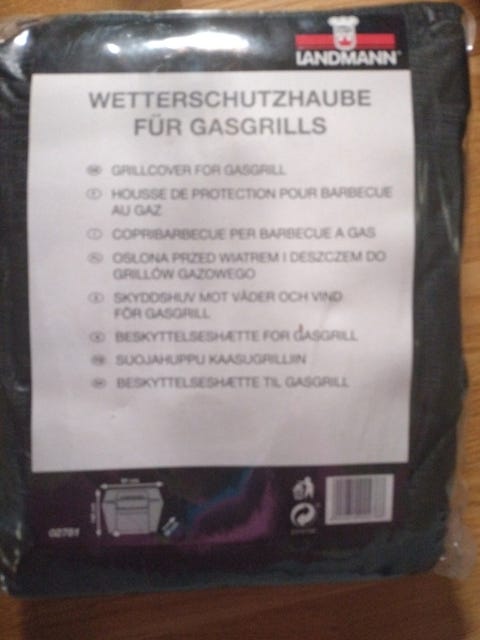 LANDMANN
WETTERSCHUTZHAUBE
FÜR GASGRILLS
GRILLCOVER FOR GASGRILL
HOUSSE DE PROTECTION POUR BARBECUE
AU GAZ
COPRIBARBECUE PER BARBECUE A GAS
OSŁONA PRZED WIATREM I DESZCZEM DO
GRILLÓW GAZOWEGO
SKYDDSHUV MOT VÄDER OCH VIND
FÖR GASGRILL
BESKYTTELSESHÆTTE FOR GASGRILL
SUOJAHUPPU KAASUGRILLIIN
BESKYTTELSESHÆTTE TIL GASGRILL